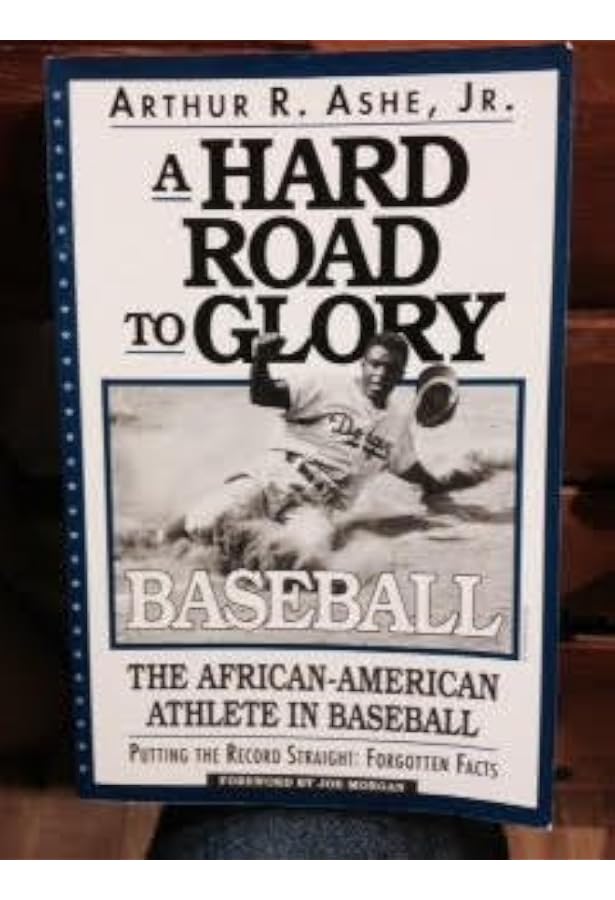 ARTHUR R. ASHE, JR.
A HARD
ROAD
TO GLORY
Dodgers
BASEBALL
THE AFRICAN-AMERICAN
ATHLETE IN BASEBALL
PUTTING THE RECORD STRAIGHT: FORGOTTEN FACTS
FOREWORD BY JOE MORGAN